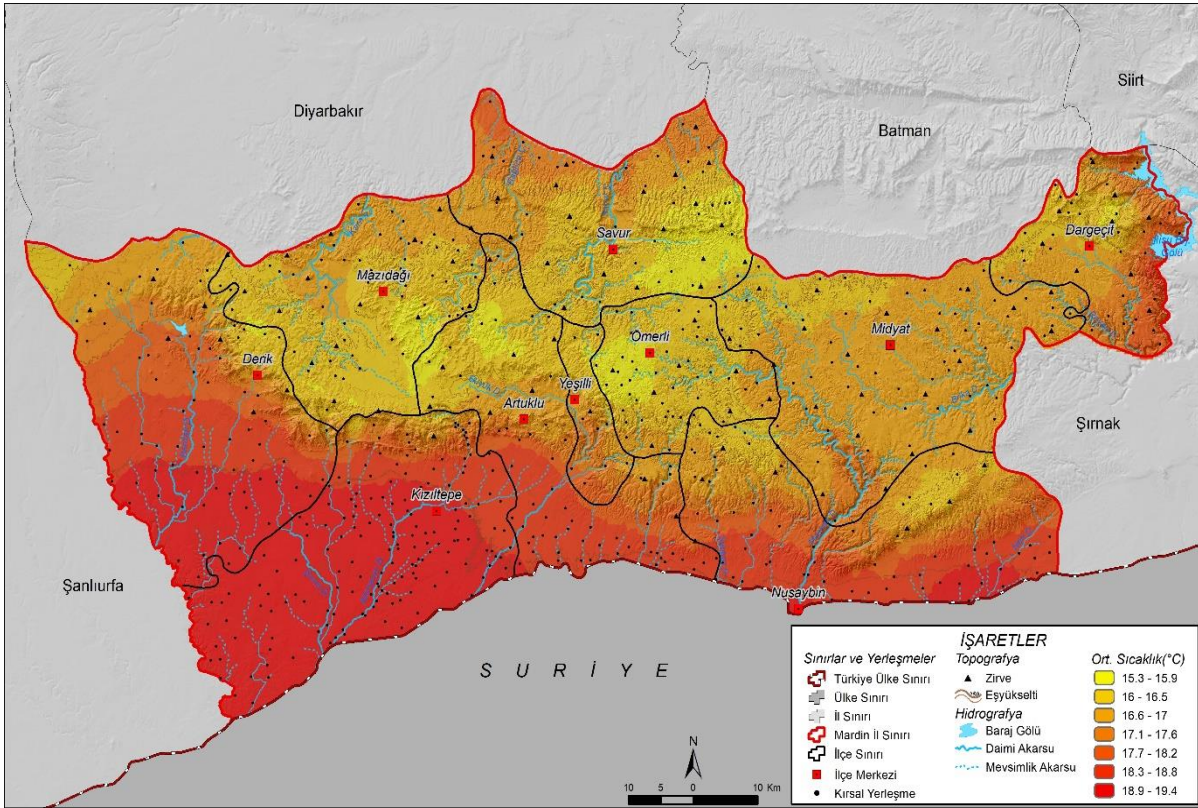 Siirt
Diyarbakır
Batman
Savur
Dargeçit
Gölü
Mazıdağı
Midyat
Ömerli
Derik
Yeşilli
Artuklu
Şırnak
Kızıltepe
Şanlıurfa
Nusaybin
SURİYE
N
10 5 0 10 Km
İŞARETLER
Sınırlar ve Yerleşmeler
Türkiye Ülke Sınırı
Ülke Sınırı
İl Sınırı
Mardin İl Sınırı
İlçe Sınırı
İlçe Merkezi
Kırsal Yerleşme
Topografya
Zirve
Eşyükselti
Hidrografya
Baraj Gölü
Daimi Akarsu
Mevsimlik Akarsu
Ort. Sıcaklık(°C)
15.3 - 15.9
16 - 16.5
16.6 - 17
17.1 - 17.6
17.7 - 18.2
18.3 - 18.8
18.9 - 19.4